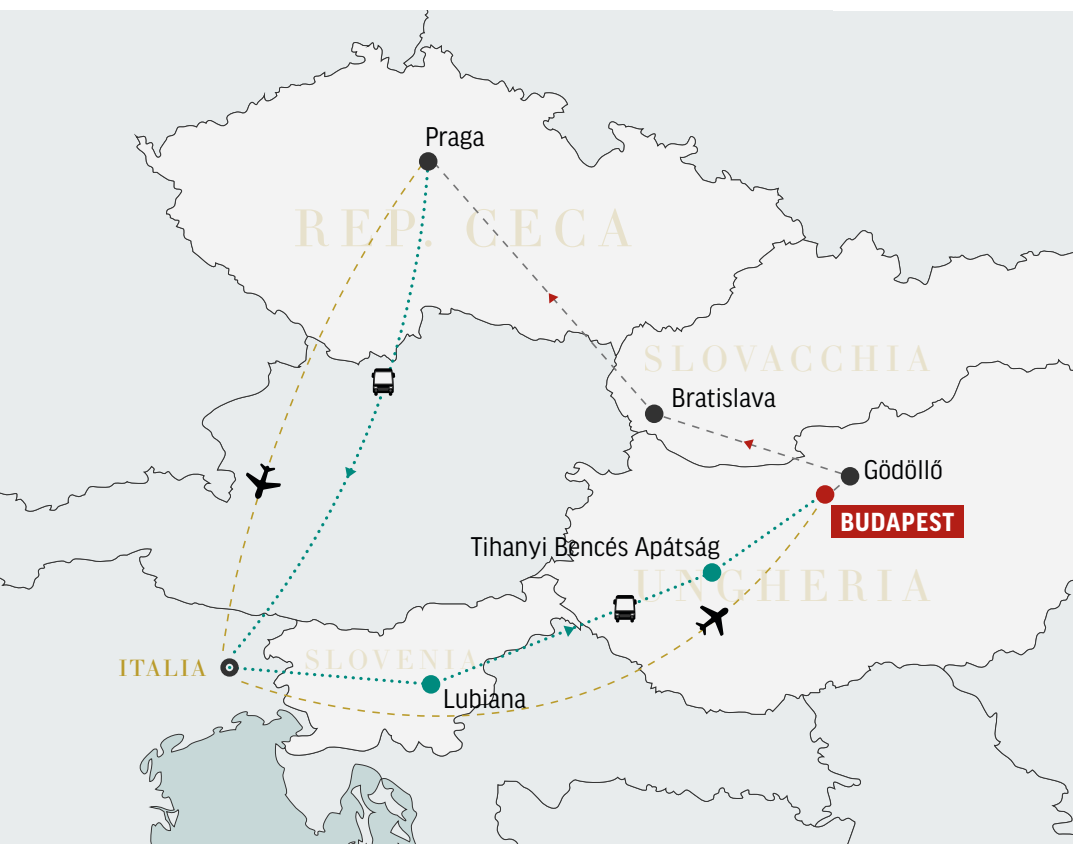 Praga
REP. CECA
SLOVACCHIA
Bratislava
Gödöllő
BUDAPEST
Tihanyi Bencés Apátság
UNGHERIA
ITALIA
SLOVENIA
Lubiana